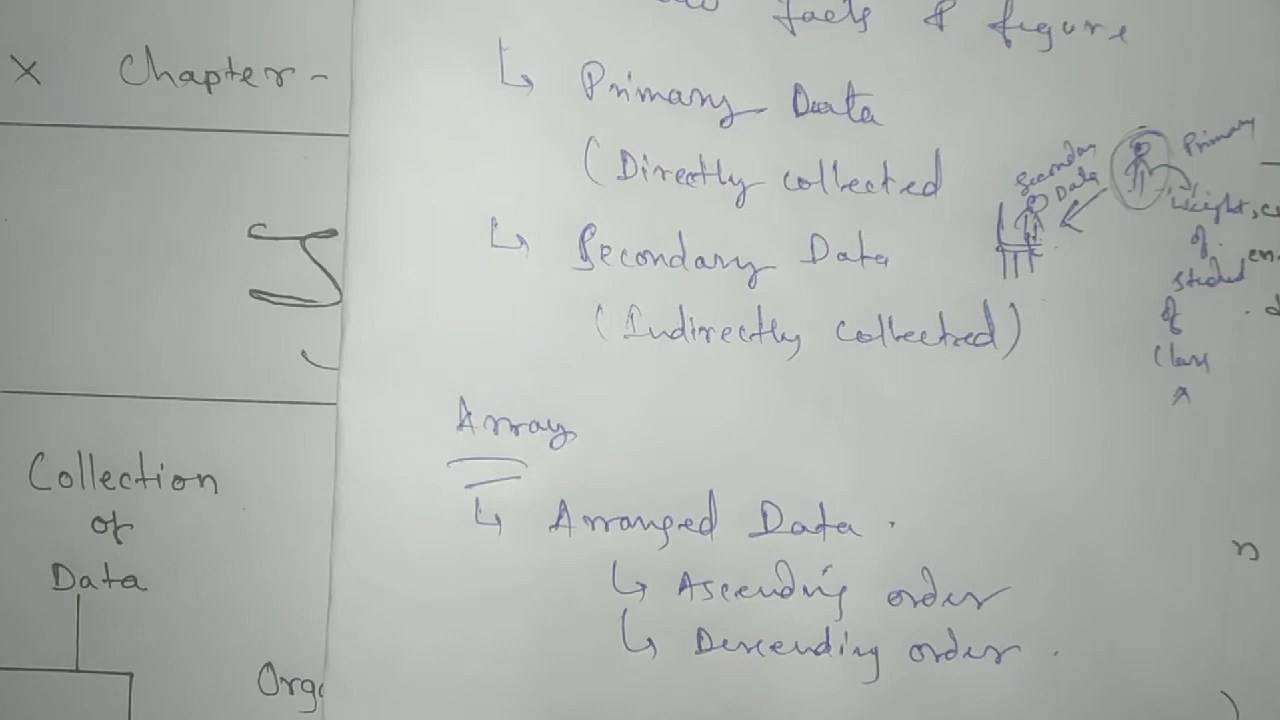 x Chapter -
Collection
of
Data
facts & figure
↳ Primary Data
(Directly collected
↳ Secondary Data
(Indirectly collected)
Array
↳ Arranged Data.
↳ Ascending order
↳ Descending order.
Secondary
Data
Primary
Weight,
of
student
of
Class
n